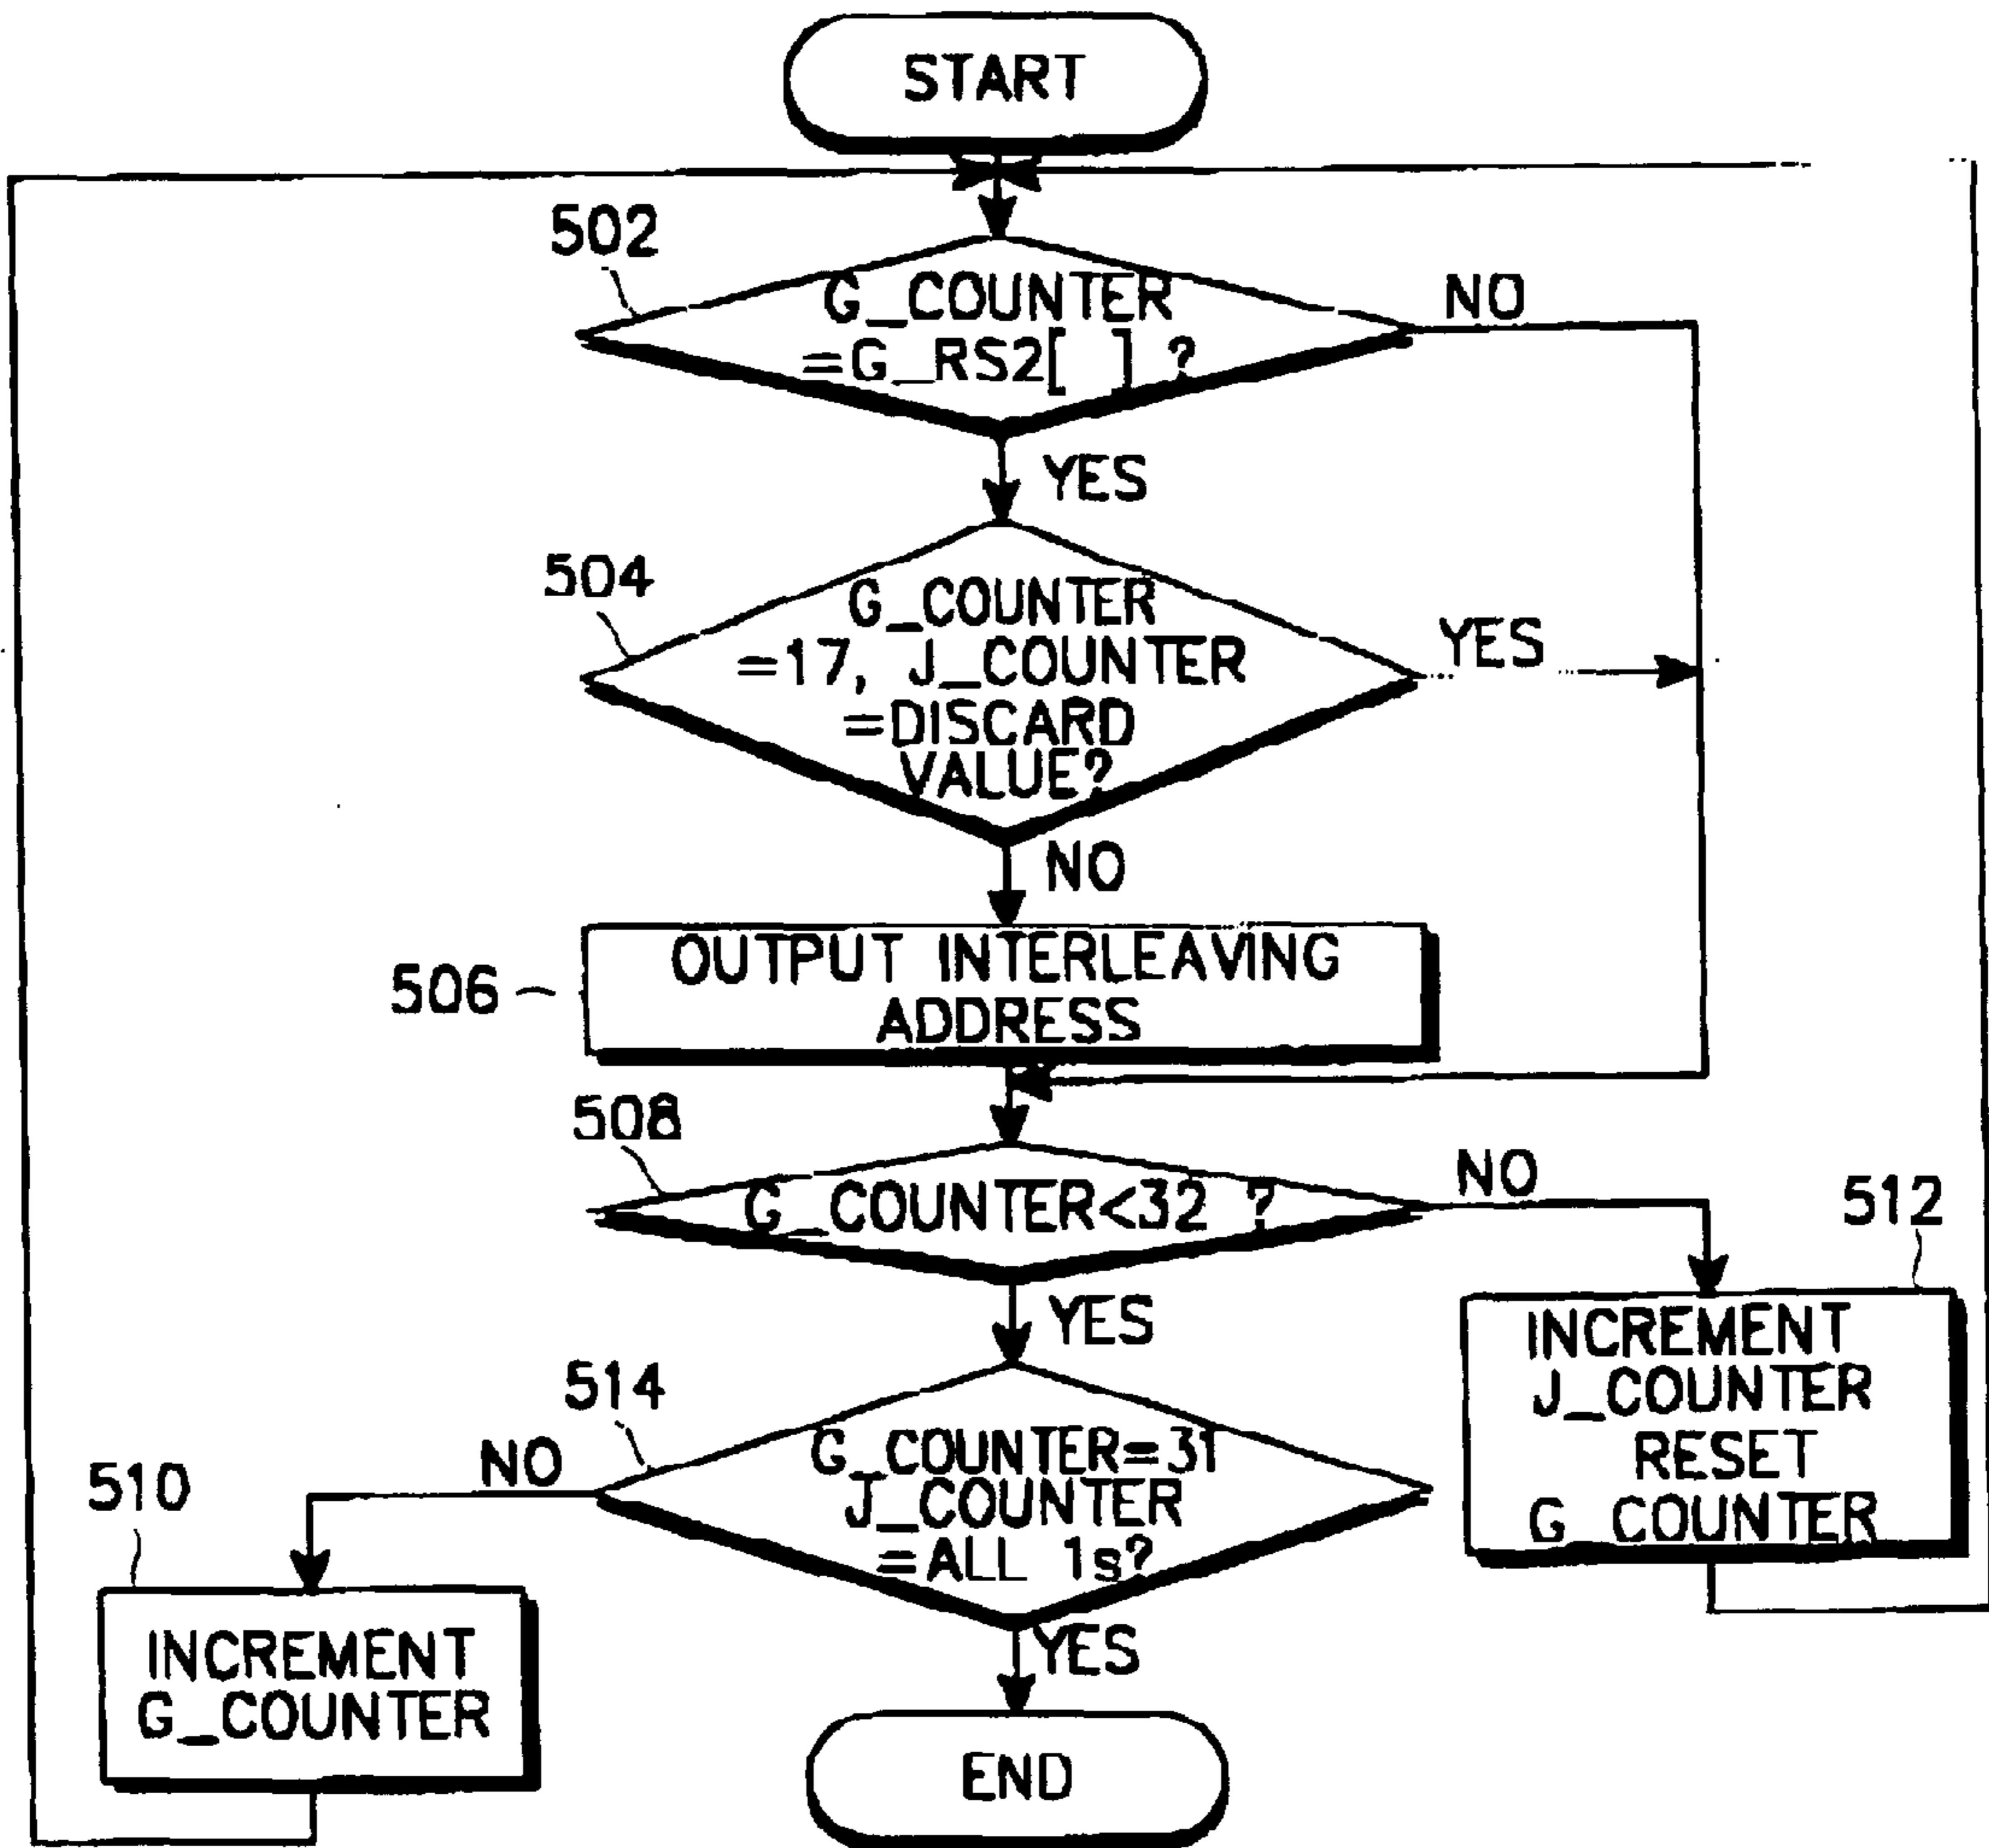 START
502
G_COUNTER
=G_RS2[ ] ?
NO
YES
504
G_COUNTER
=17, J_COUNTER
=DISCARD
VALUE?
YES
NO
506
OUTPUT INTERLEAVING
ADDRESS
508
G_COUNTER<32 ?
NO
512
YES
INCREMENT
J_COUNTER
RESET
G_COUNTER
514
G_COUNTER=31
J_COUNTER
=ALL 1s?
NO
510
YES
INCREMENT
G_COUNTER
END